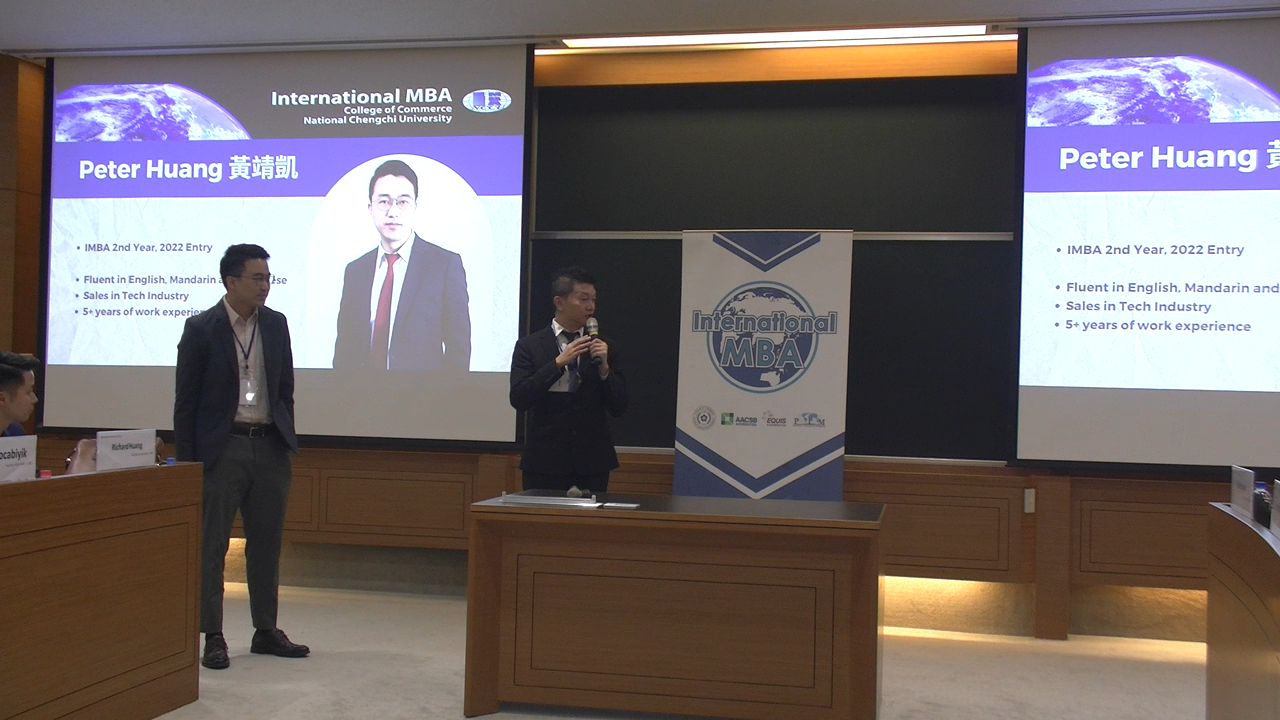 International MBA
College of Commerce
National Chengchi University
Peter Huang 黃靖凱
• IMBA 2nd Year, 2022 Entry
• Fluent in English, Mandarin
• Sales in Tech Industry
• 5+ years of work
International
MBA
AACSB
EQUIS
Richard Huang
Peter Huang
• IMBA 2nd Year, 2022 Entry
• Fluent in English, Mandarin and
• Sales in Tech Industry
• 5+ years of work experience